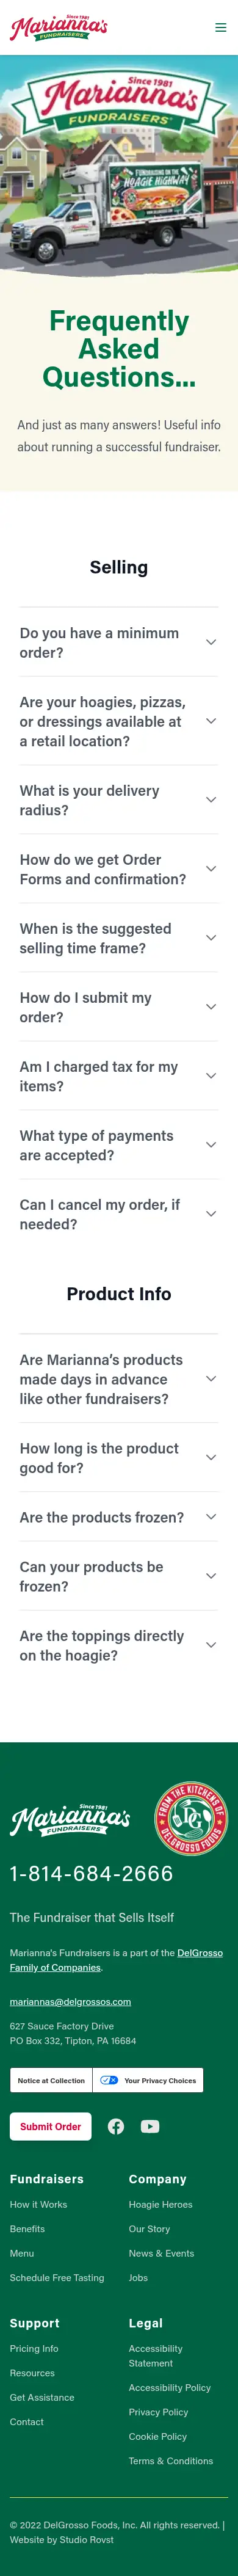 Since 1981
Marianna's
FUNDRAISERS
Since 1981
Marianna's
FUNDRAISERS
FUNDRAISING ON THE
HOAGIE HIGHWAY
Frequently
Asked
Questions...
And just as many answers! Useful info
about running a successful fundraiser.
Selling
Do you have a minimum
order?
Are your hoagies, pizzas,
or dressings available at
a retail location?
What is your delivery
radius?
How do we get Order
Forms and confirmation?
When is the suggested
selling time frame?
How do I submit my
order?
Am I charged tax for my
items?
What type of payments
are accepted?
Can I cancel my order, if
needed?
Product Info
Are Marianna’s products
made days in advance
like other fundraisers?
How long is the product
good for?
Are the products frozen?
Can your products be
frozen?
Are the toppings directly
on the hoagie?
Since 1981
Marianna's
FUNDRAISERS
FROM THE KITCHENS OF
DG
DELGROSSO FOODS
1-814-684-2666
The Fundraiser that Sells Itself
Marianna's Fundraisers is a part of the DelGrosso
Family of Companies.
mariannas@delgrossos.com
627 Sauce Factory Drive
PO Box 332, Tipton, PA 16684
Notice at Collection
Your Privacy Choices
Submit Order
Fundraisers
How it Works
Benefits
Menu
Schedule Free Tasting
Company
Hoagie Heroes
Our Story
News & Events
Jobs
Support
Pricing Info
Resources
Get Assistance
Contact
Legal
Accessibility
Statement
Accessibility Policy
Privacy Policy
Cookie Policy
Terms & Conditions
© 2022 DelGrosso Foods, Inc. All rights reserved. |
Website by Studio Rovst